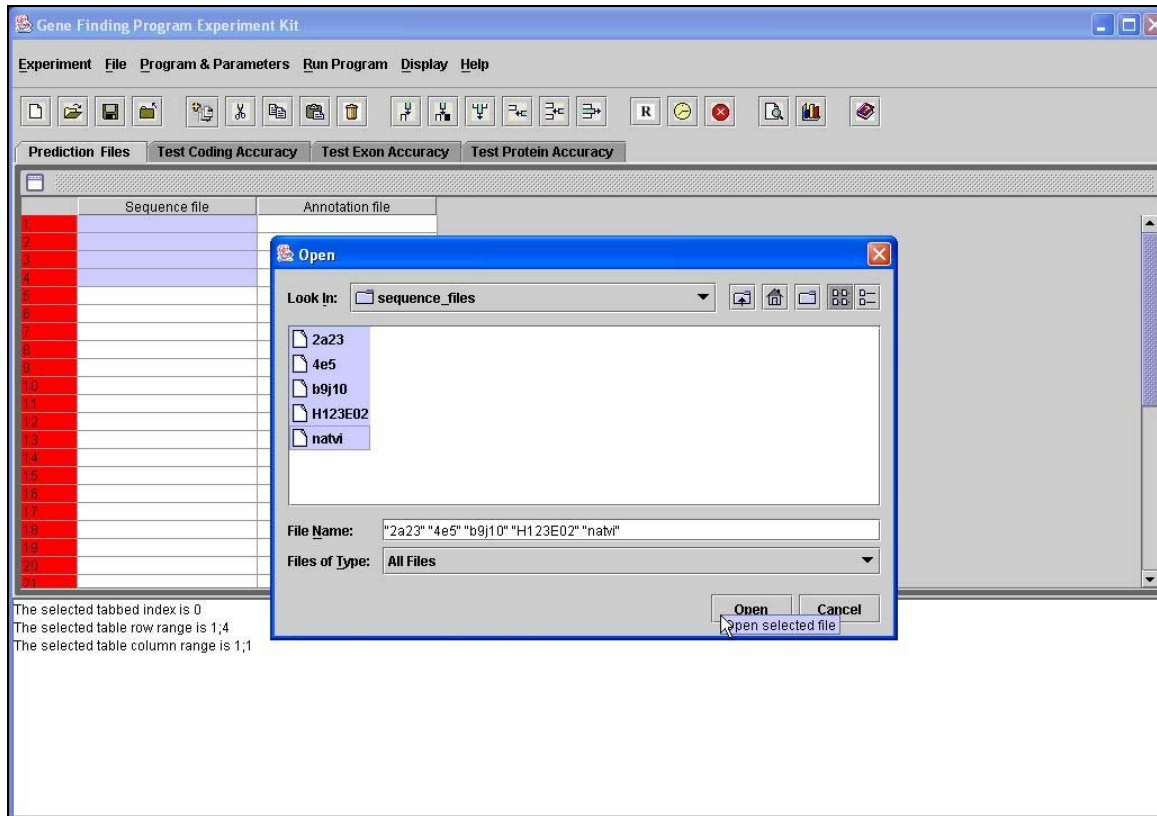 Gene Finding Program Experiment Kit
Experiment File Program & Parameters Run Program Display Help
R
Prediction Files Test Coding Accuracy Test Exon Accuracy Test Protein Accuracy
Sequence file Annotation file
1
2
3
4
5
6
7
8
9
10
11
12
13
14
15
16
17
18
19
20
21
Open
Look In: sequence_files
2a23
4e5
b9j10
H123E02
natvi
File Name: "2a23" "4e5" "b9j10" "H123E02" "natvi"
Files of Type: All Files
Open Cancel
Open selected file
The selected tabbed index is 0
The selected table row range is 1;4
The selected table column range is 1;1